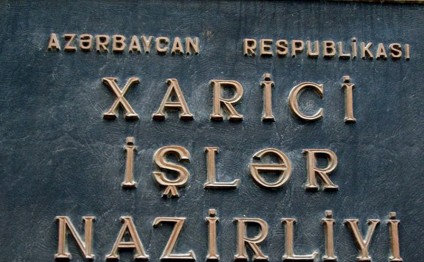 AZƏRBAYCAN RESPUBLİKASI
XARİCİ
İŞLƏR
NAZİRLİYİ